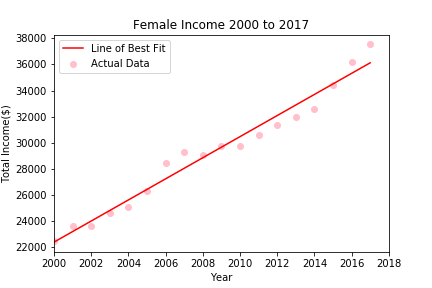 Female Income 2000 to 2017
Line of Best Fit
Actual Data
Total Income($)
38000
36000
34000
32000
30000
28000
26000
24000
22000
2000 2002 2004 2006 2008 2010 2012 2014 2016 2018
Year